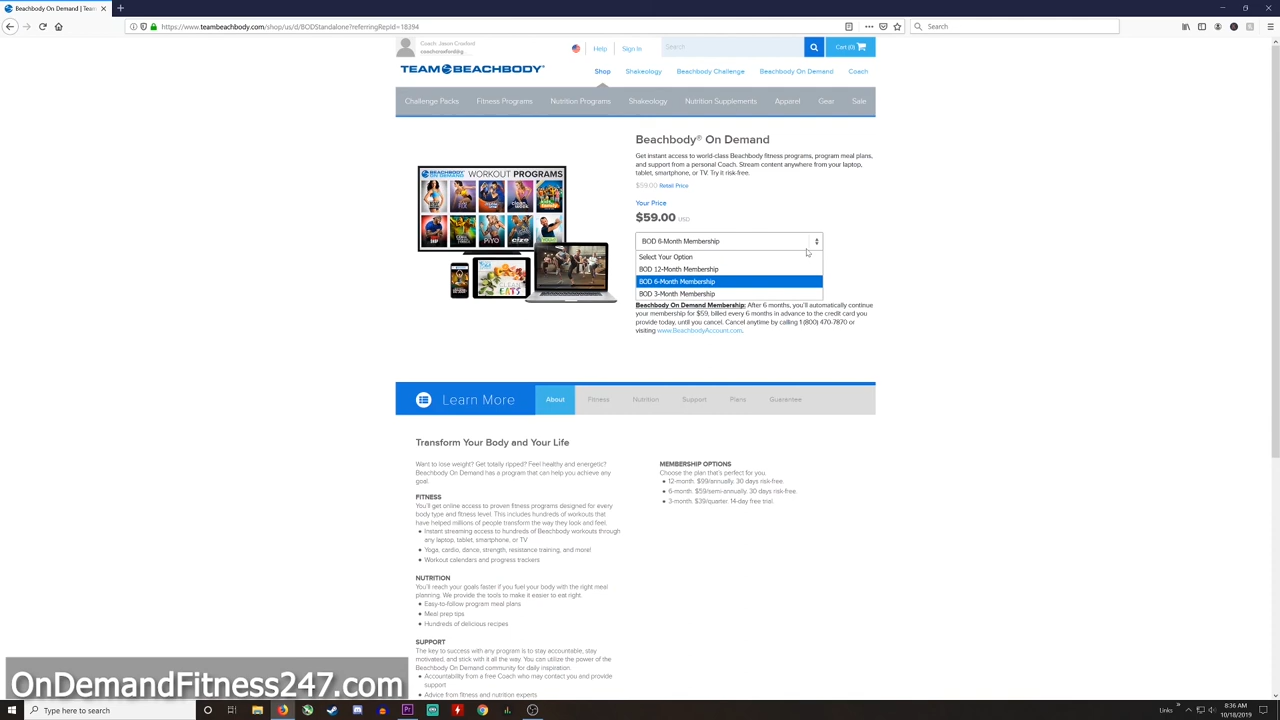 Beachbody On Demand | Team B
https://www.teambeachbody.com/shop/us/d/BODStandalone?referringRepId=18394
Search
Coach: Jason Croxford
Help
Sign In
Search
Cart (0)
TEAM BEACHBODY
Shop
Shakeology
Beachbody Challenge
Beachbody On Demand
Coach
Challenge Packs
Fitness Programs
Nutrition Programs
Shakeology
Nutrition Supplements
Apparel
Gear
Sale
Beachbody® On Demand
Get instant access to world-class Beachbody fitness programs, program meal plans,
and support from a personal Coach. Stream content anywhere from your laptop,
tablet, smartphone, or TV. Try it risk-free.
$59.00 Retail Price
Your Price
$59.00 USD
BOD 6-Month Membership
Select Your Option
BOD 12-Month Membership
BOD 6-Month Membership
BOD 3-Month Membership
Beachbody On Demand Membership: After 6 months, you'll automatically continue
your membership for $59, billed every 6 months in advance to the credit card you
provide today, until you cancel. Cancel anytime by calling 1 (800) 470-7870 or
visiting www.BeachbodyAccount.com.
BEACHBODY ON DEMAND WORKOUT PROGRAMS
PiYO
cize
CLEAN EATS
Learn More
About
Fitness
Nutrition
Support
Plans
Guarantee
Transform Your Body and Your Life
Want to lose weight? Get totally ripped? Feel healthy and energetic?
Beachbody On Demand has a program that can help you achieve any
goal.
FITNESS
You'll get online access to proven fitness programs designed for every
body type and fitness level. This includes hundreds of workouts that
have helped millions of people transform the way they look and feel.
• Instant streaming access to hundreds of Beachbody workouts through
any laptop, tablet, smartphone, or TV
• Yoga, cardio, dance, strength, resistance training, and more!
• Workout calendars and progress trackers
NUTRITION
You'll reach your goals faster if you fuel your body with the right meal
planning. We provide the tools to make it easier to eat right.
• Easy-to-follow program meal plans
• Meal prep tips
• Hundreds of delicious recipes
SUPPORT
The key to success with any program is to stay accountable, stay
motivated, and stick with it all the way. You can utilize the power of the
Beachbody On Demand community for daily inspiration.
• Accountability from a free Coach who may contact you and provide
support
• Advice from fitness and nutrition experts
MEMBERSHIP OPTIONS
Choose the plan that's perfect for you.
• 12-month: $99/annually. 30 days risk-free.
• 6-month: $59/semi-annually. 30 days risk-free.
• 3-month: $39/quarter. 14-day free trial.
OnDemandFitness247.com
Type here to search
Links
8:36 AM
10/18/2019